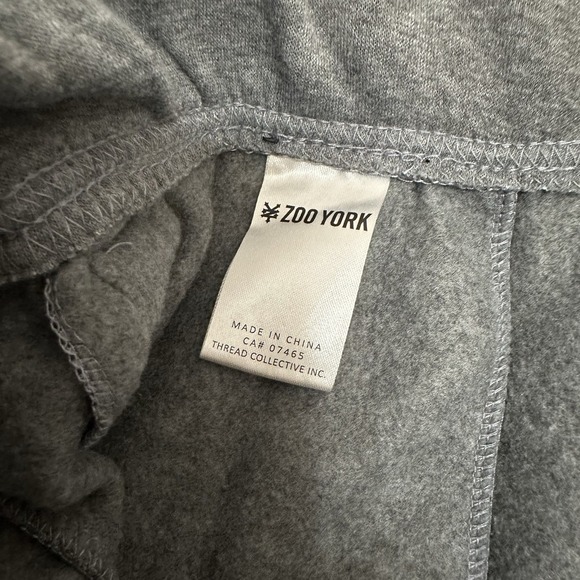 ZOO YORK
MADE IN CHINA
CA# 07465
THREAD COLLECTIVE INC.